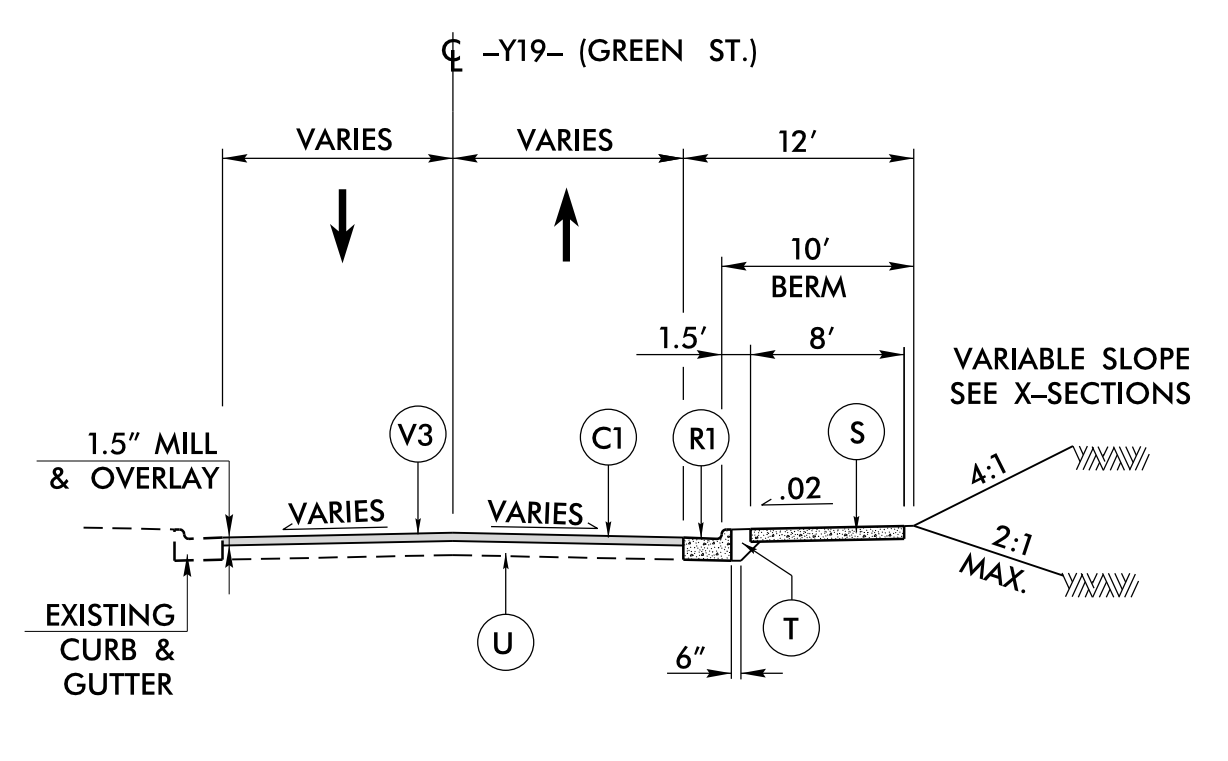 ℄ –Y19– (GREEN ST.)
VARIES
VARIES
12'
10'
BERM
1.5'
8'
VARIABLE SLOPE
SEE X–SECTIONS
V3
C1
R1
S
1.5" MILL
& OVERLAY
4:1
.02
VARIES
VARIES
2:1
MAX.
EXISTING
CURB &
GUTTER
U
T
6"